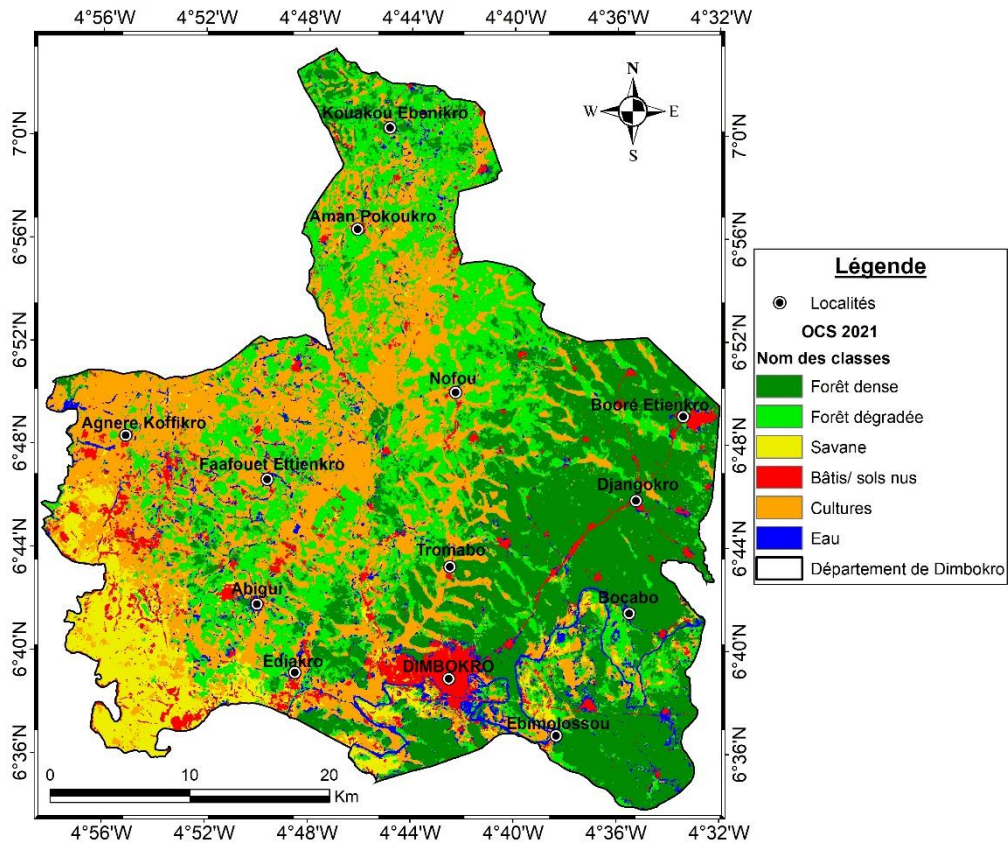 4°56'W 4°52'W 4°48'W 4°44'W 4°40'W 4°36'W 4°32'W
N
W E
S
7°0'N 7°0'N
6°56'N 6°56'N
6°52'N 6°52'N
6°48'N 6°48'N
6°44'N 6°44'N
6°40'N 6°40'N
6°36'N 6°36'N
Kouakou Ebenikro
Aman Pokoukro
Nofou
Booré Etienkro
Agnere Koffikro
Faafouet Ettienkro
Djangokro
Tromabo
Abigui
Bocabo
Ediakro
DIMBOKRO
Ebimolossou
0 10 20
Km
4°56'W 4°52'W 4°48'W 4°44'W 4°40'W 4°36'W 4°32'W
Légende
Localités
OCS 2021
Nom des classes
Forêt dense
Forêt dégradée
Savane
Bâtis/ sols nus
Cultures
Eau
Département de Dimbokro